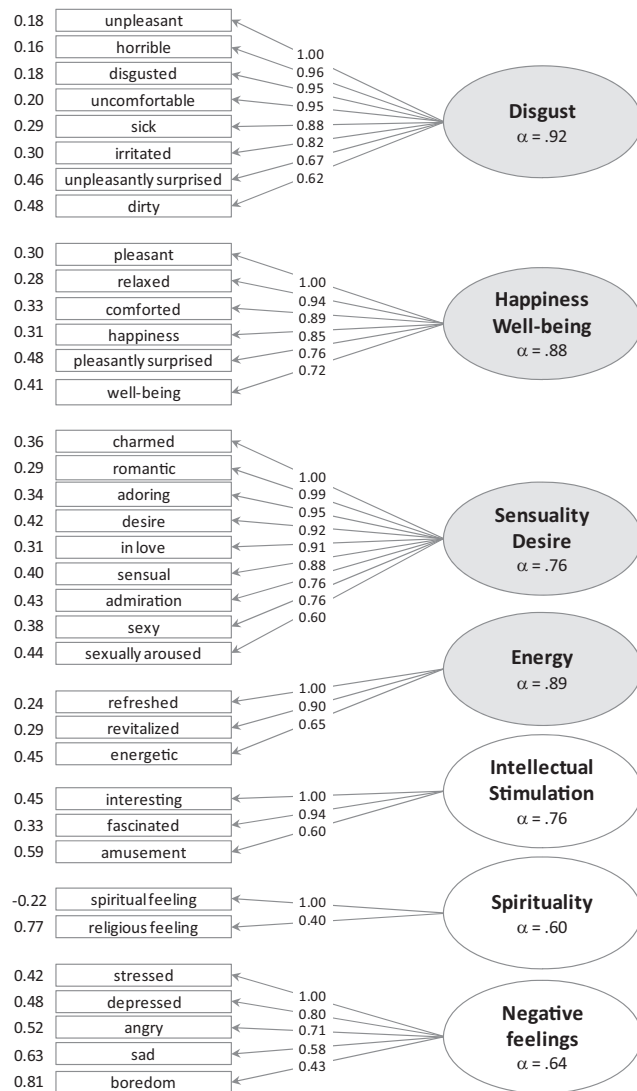 0.18 unpleasant
0.16 horrible
0.18 disgusted
0.20 uncomfortable
0.29 sick
0.30 irritated
0.46 unpleasantly surprised
0.48 dirty
1.00
0.96
0.95
0.95
0.88
0.82
0.67
0.62
Disgust
α = .92
0.30 pleasant
0.28 relaxed
0.33 comforted
0.31 happiness
0.48 pleasantly surprised
0.41 well-being
1.00
0.94
0.89
0.85
0.76
0.72
Happiness
Well-being
α = .88
0.36 charmed
0.29 romantic
0.34 adoring
0.42 desire
0.31 in love
0.40 sensual
0.43 admiration
0.38 sexy
0.44 sexually aroused
1.00
0.99
0.95
0.92
0.91
0.88
0.76
0.76
0.60
Sensuality
Desire
α = .76
0.24 refreshed
0.29 revitalized
0.45 energetic
1.00
0.90
0.65
Energy
α = .89
0.45 interesting
0.33 fascinated
0.59 amusement
1.00
0.94
0.60
Intellectual
Stimulation
α = .76
-0.22 spiritual feeling
0.77 religious feeling
1.00
0.40
Spirituality
α = .60
0.42 stressed
0.48 depressed
0.52 angry
0.63 sad
0.81 boredom
1.00
0.80
0.71
0.58
0.43
Negative
feelings
α = .64